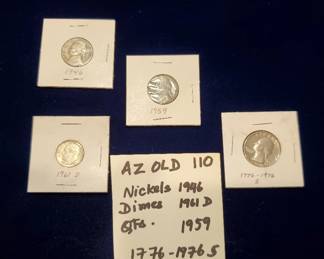 1946
1959
1961 D
1776-1976
S
AZ OLD 110
Nickels 1946
Dimes 1961 D
Qtrs. 1959
1776-1976 S